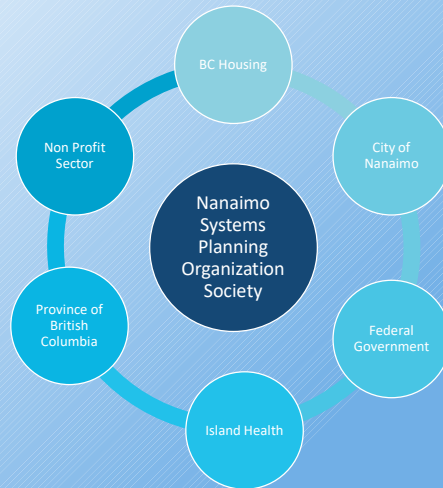 BC Housing
City of
Nanaimo
Federal
Government
Island Health
Province of
British
Columbia
Non Profit
Sector
Nanaimo
Systems
Planning
Organization
Society